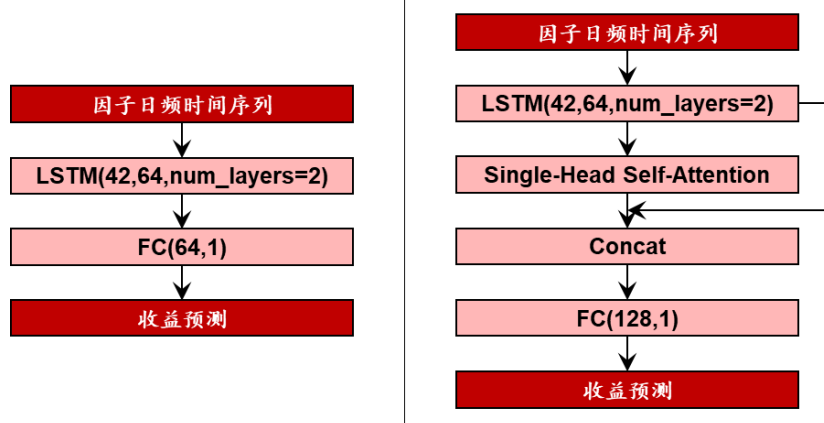 因子日频时间序列
LSTM(42,64,num_layers=2)
FC(64,1)
收益预测
因子日频时间序列
LSTM(42,64,num_layers=2)
Single-Head Self-Attention
Concat
FC(128,1)
收益预测